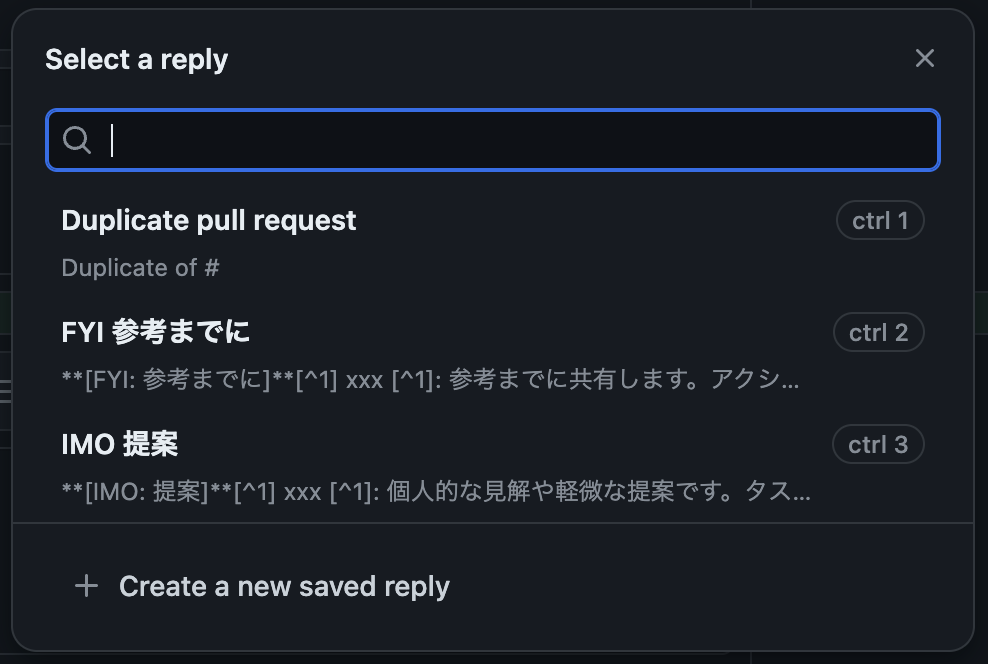 Select a reply
Duplicate pull request
ctrl 1
Duplicate of #
FYI 参考までに
ctrl 2
**[FYI: 参考までに]**[^1] xxx [^1]: 参考までに共有します。アクシ...
IMO 提案
ctrl 3
**[IMO: 提案]**[^1] xxx [^1]: 個人的な見解や軽微な提案です。タス...
Create a new saved reply